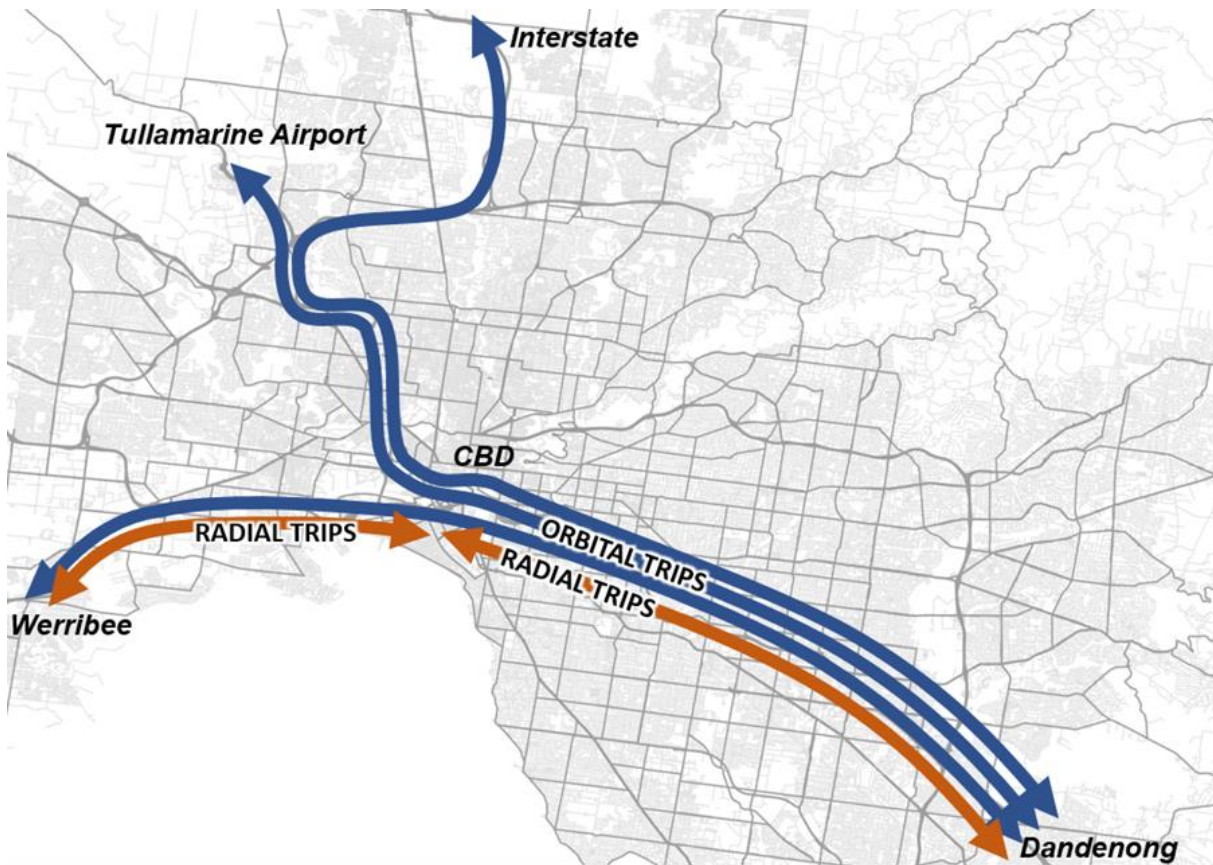 Interstate
Tullamarine Airport
CBD
RADIAL TRIPS
ORBITAL TRIPS
RADIAL TRIPS
Werribee
Dandenong